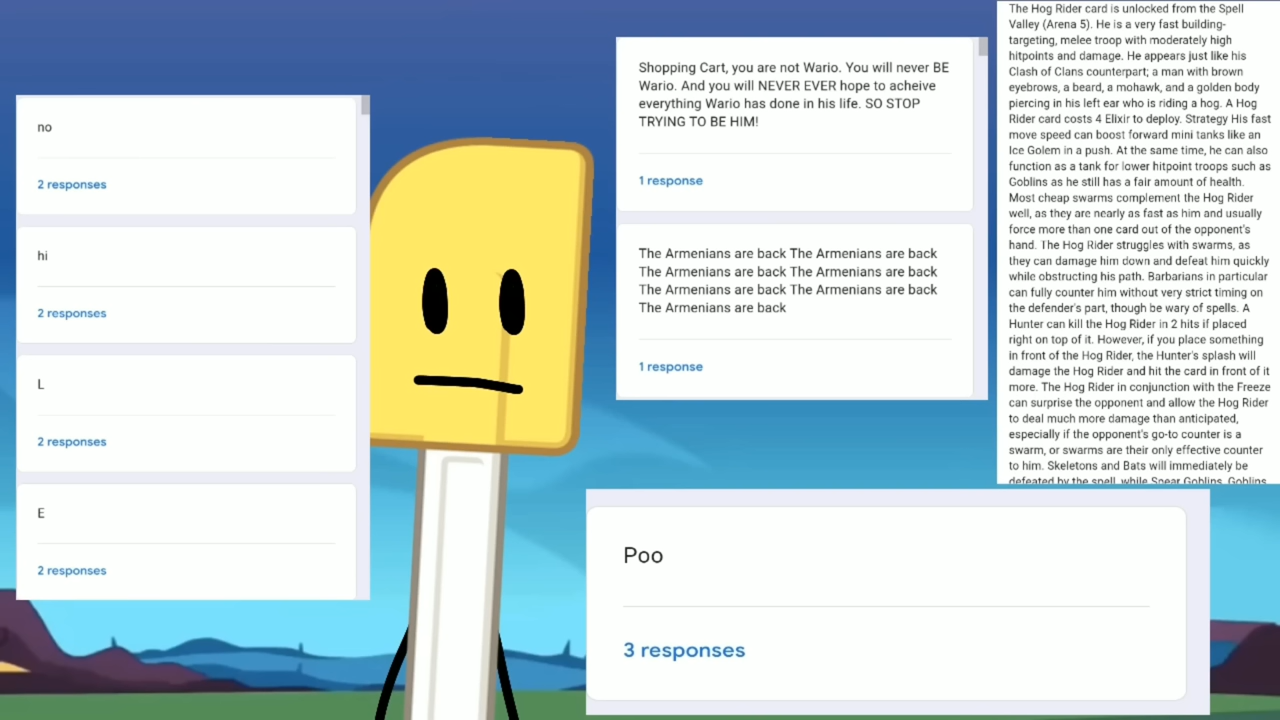 no
2 responses
hi
2 responses
L
2 responses
E
2 responses
Shopping Cart, you are not Wario. You will never BE
Wario. And you will NEVER EVER hope to acheive
everything Wario has done in his life. SO STOP
TRYING TO BE HIM!
1 response
The Armenians are back The Armenians are back
The Armenians are back The Armenians are back
The Armenians are back The Armenians are back
The Armenians are back
1 response
The Hog Rider card is unlocked from the Spell
Valley (Arena 5). He is a very fast building-
targeting, melee troop with moderately high
hitpoints and damage. He appears just like his
Clash of Clans counterpart; a man with brown
eyebrows, a beard, a mohawk, and a golden body
piercing in his left ear who is riding a hog. A Hog
Rider card costs 4 Elixir to deploy. Strategy His fast
move speed can boost forward mini tanks like an
Ice Golem in a push. At the same time, he can also
function as a tank for lower hitpoint troops such as
Goblins as he still has a fair amount of health.
Most cheap swarms complement the Hog Rider
well, as they are nearly as fast as him and usually
force more than one card out of the opponent's
hand. The Hog Rider struggles with swarms, as
they can damage him down and defeat him quickly
while obstructing his path. Barbarians in particular
can fully counter him without very strict timing on
the defender's part, though be wary of spells. A
Hunter can kill the Hog Rider in 2 hits if placed
right on top of it. However, if you place something
in front of the Hog Rider, the Hunter's splash will
damage the Hog Rider and hit the card in front of it
more. The Hog Rider in conjunction with the Freeze
can surprise the opponent and allow the Hog Rider
to deal much more damage than anticipated,
especially if the opponent's go-to counter is a
swarm, or swarms are their only effective counter
to him. Skeletons and Bats will immediately be
defeated by the spell, while Spear Goblins, Goblins
Poo
3 responses